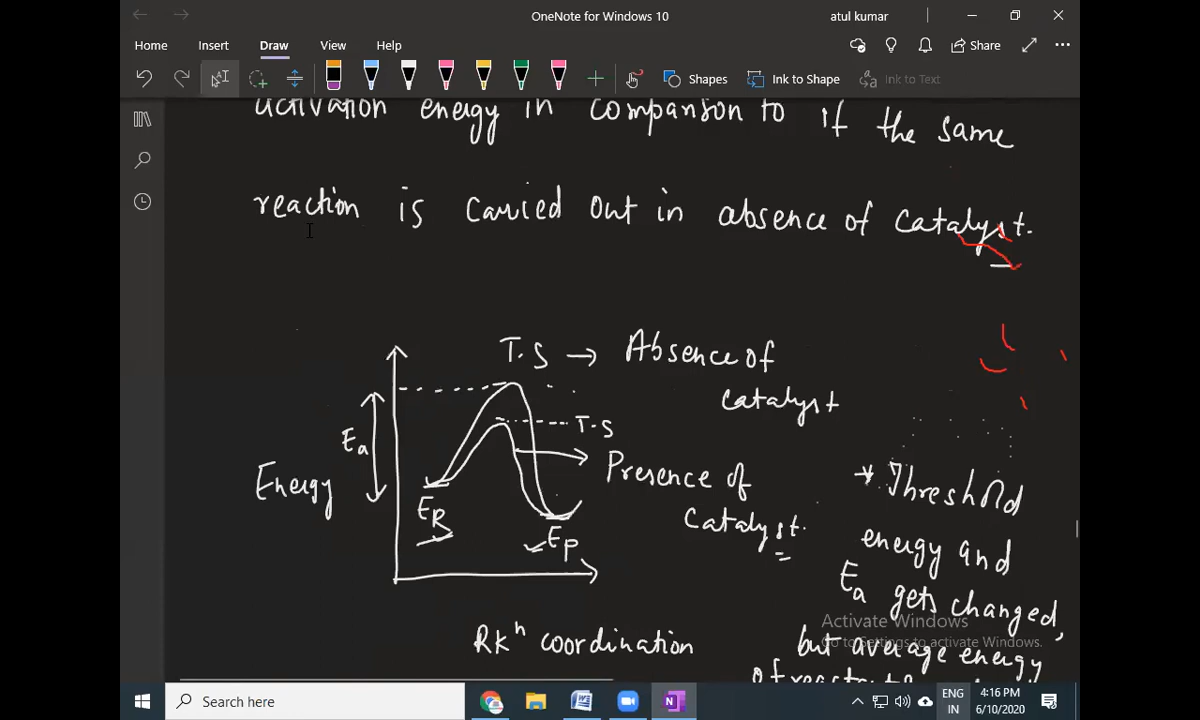 OneNote for Windows 10
atul kumar
Home Insert Draw View Help
Share
Shapes
Ink to Shape
Ink to Text
activation energy in comparison to if the same
reaction is carried out in absence of catalyst.
T.S → Absence of
catalyst
T.S
Ea
Energy
Presence of
Catalyst.
ER
EP
Rkⁿ coordination
* Threshold
energy and
Ea gets changed,
but average energy
of reactants
Activate Windows
Go to Settings to activate Windows.
Search here
ENG
IN
4:16 PM
6/10/2020